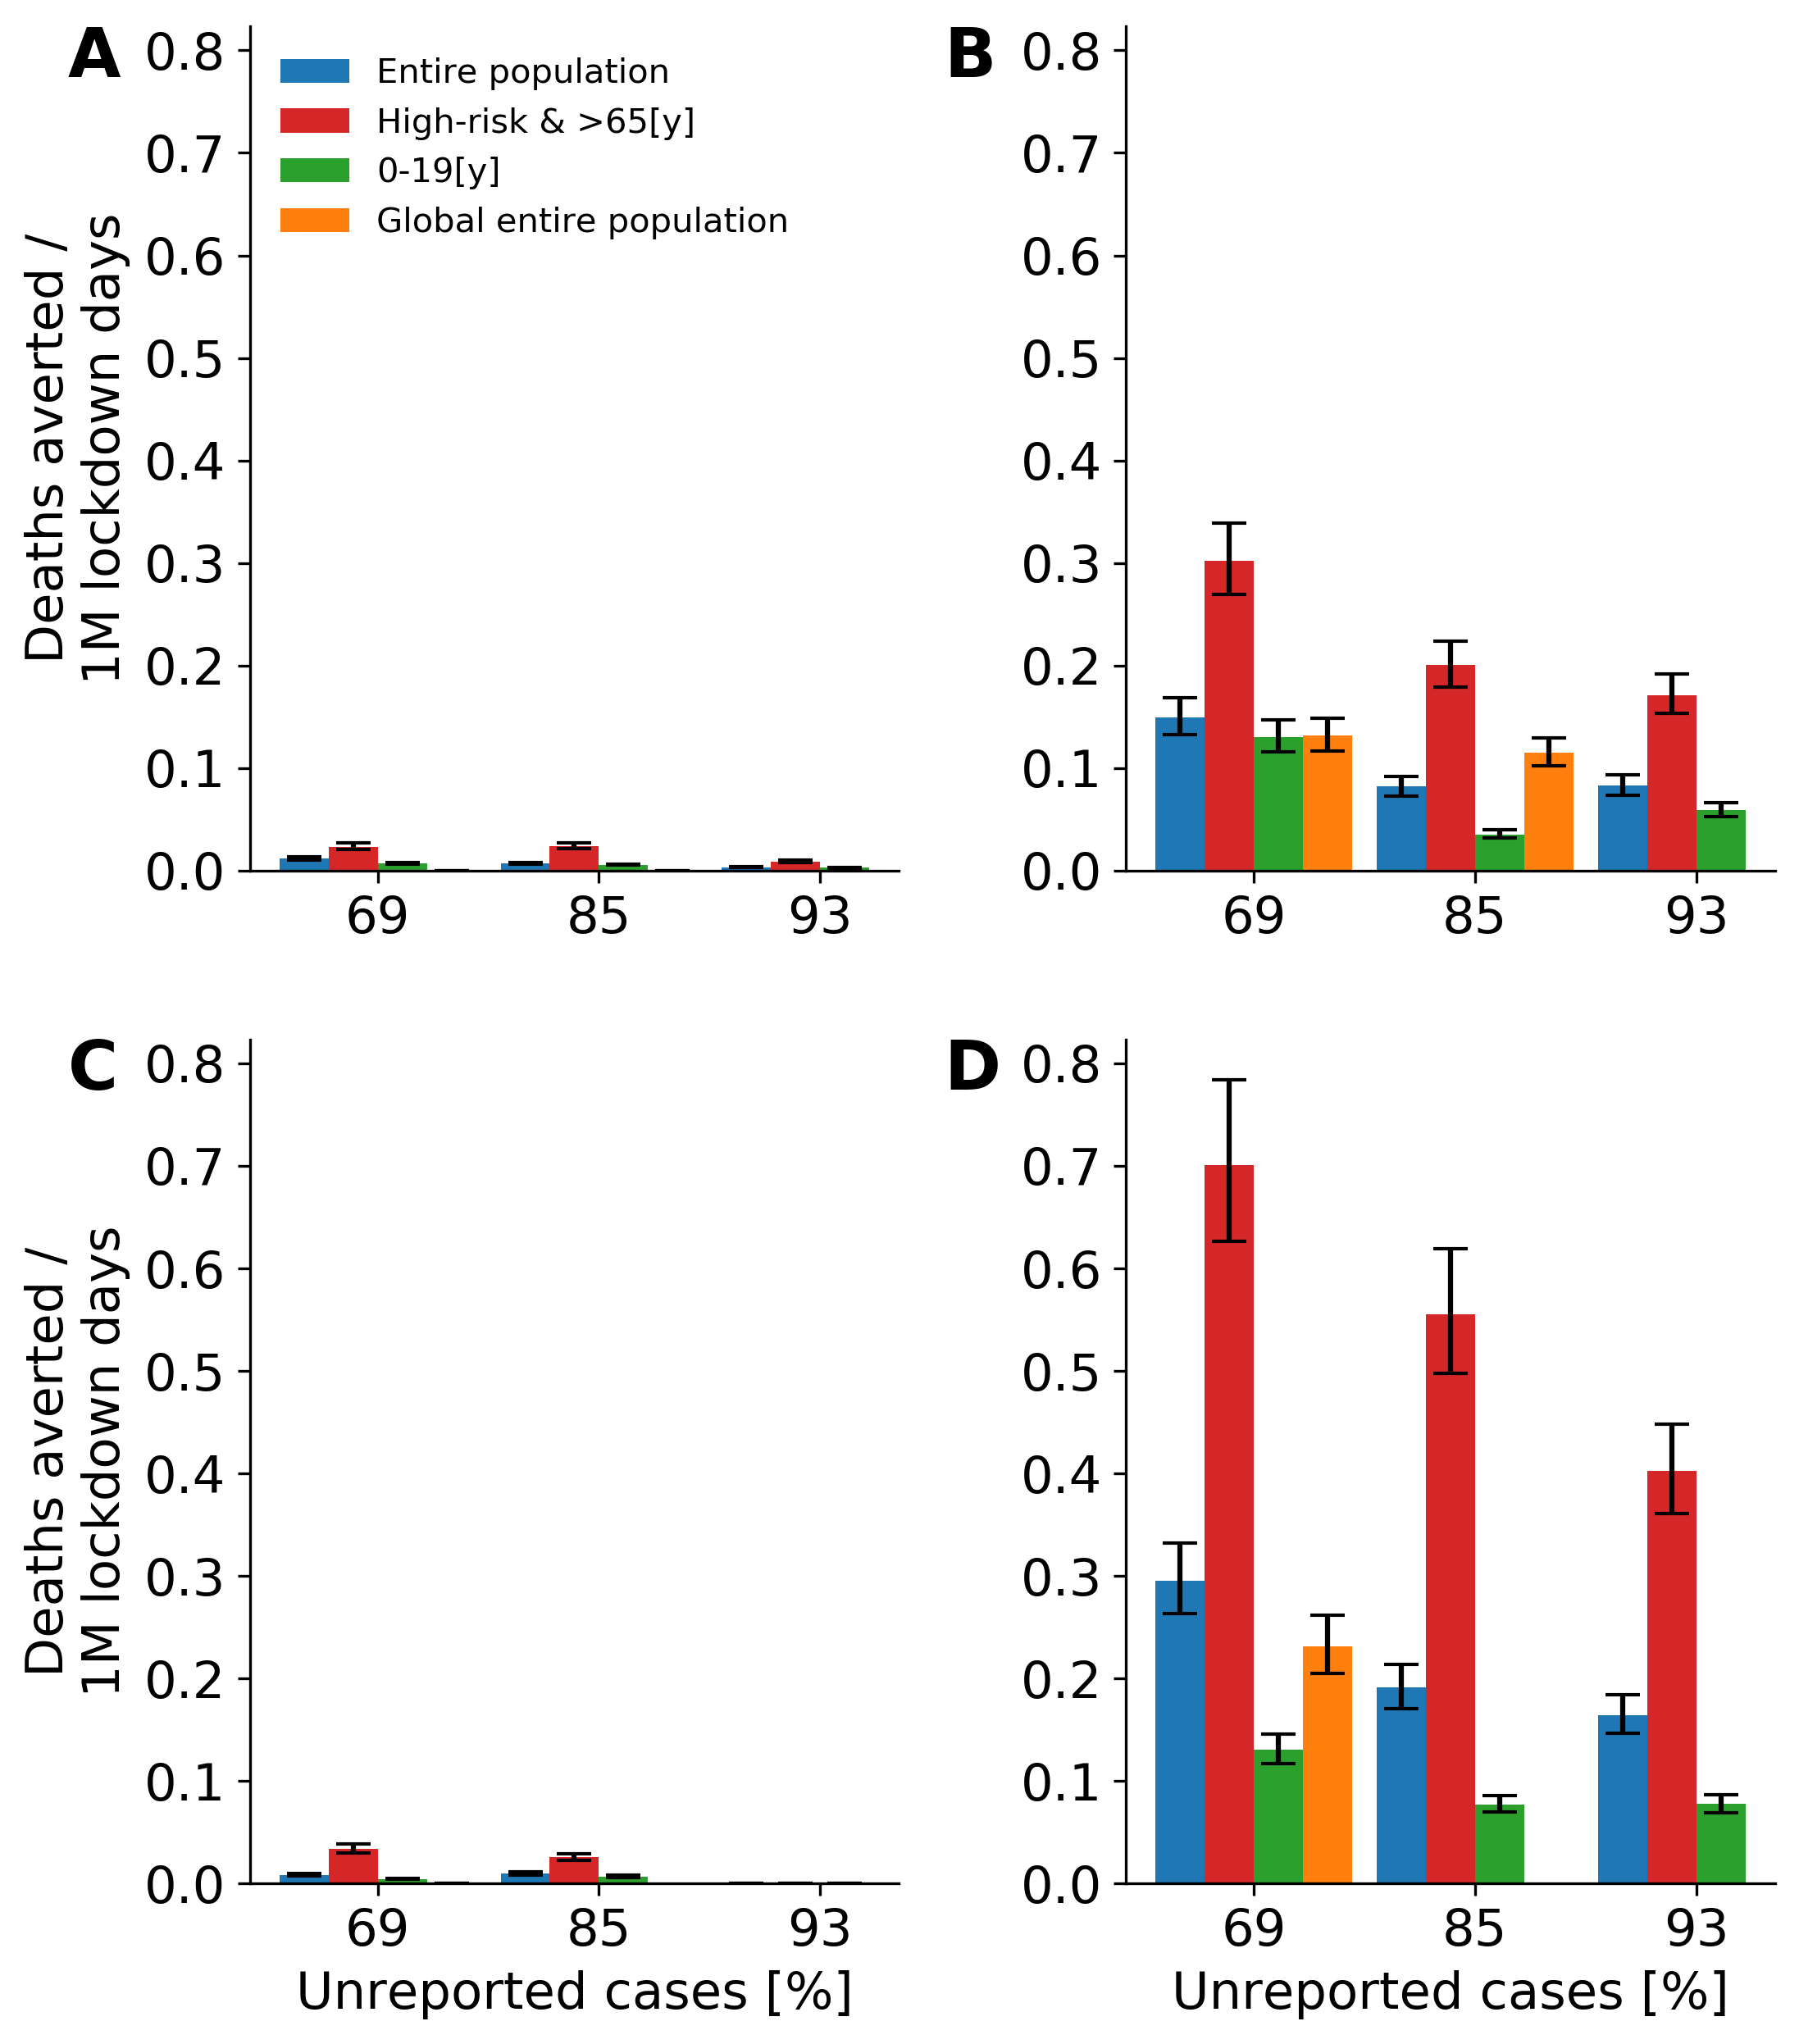 A
0.8
0.7
0.6
0.5
0.4
0.3
0.2
0.1
0.0
Deaths averted /
1M lockdown days
Entire population
High-risk & >65[y]
0-19[y]
Global entire population
69 85 93
B
0.8
0.7
0.6
0.5
0.4
0.3
0.2
0.1
0.0
69 85 93
C
0.8
0.7
0.6
0.5
0.4
0.3
0.2
0.1
0.0
Deaths averted /
1M lockdown days
69 85 93
Unreported cases [%]
D
0.8
0.7
0.6
0.5
0.4
0.3
0.2
0.1
0.0
69 85 93
Unreported cases [%]